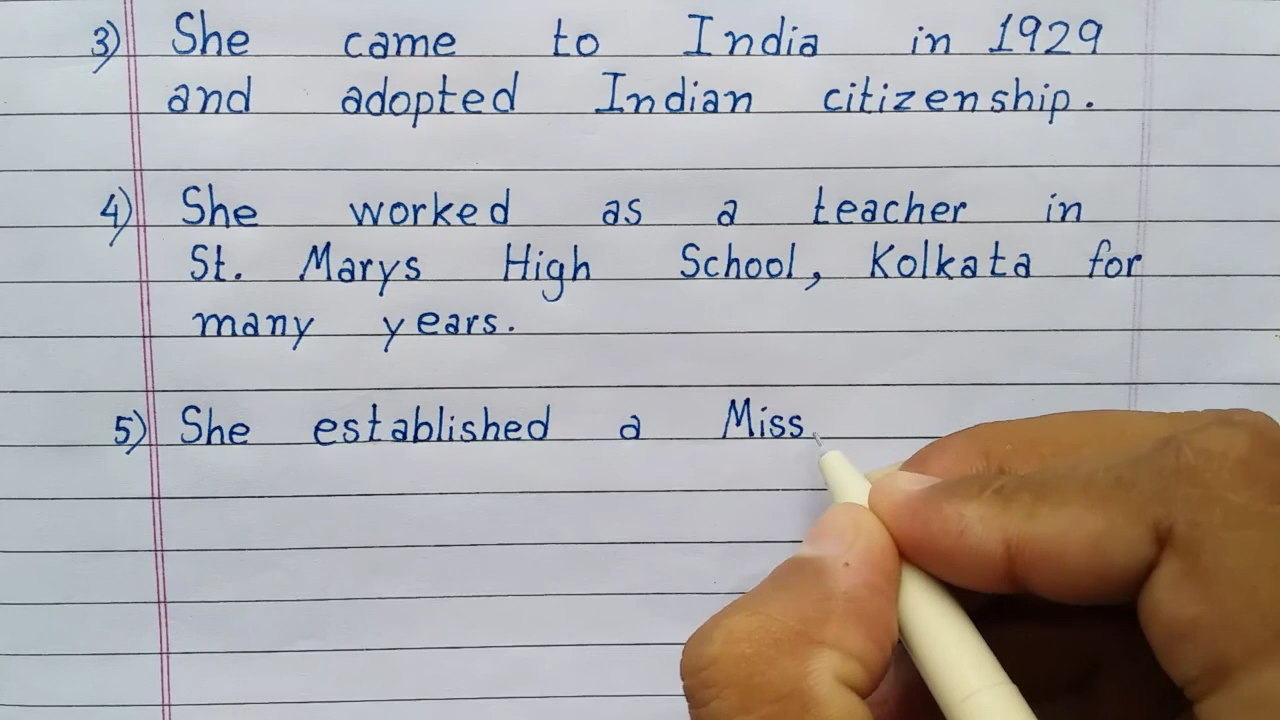 3) She came to India in 1929
and adopted Indian citizenship.
4) She worked as a teacher in
St. Marys High School, Kolkata for
many years.
5) She established a Miss